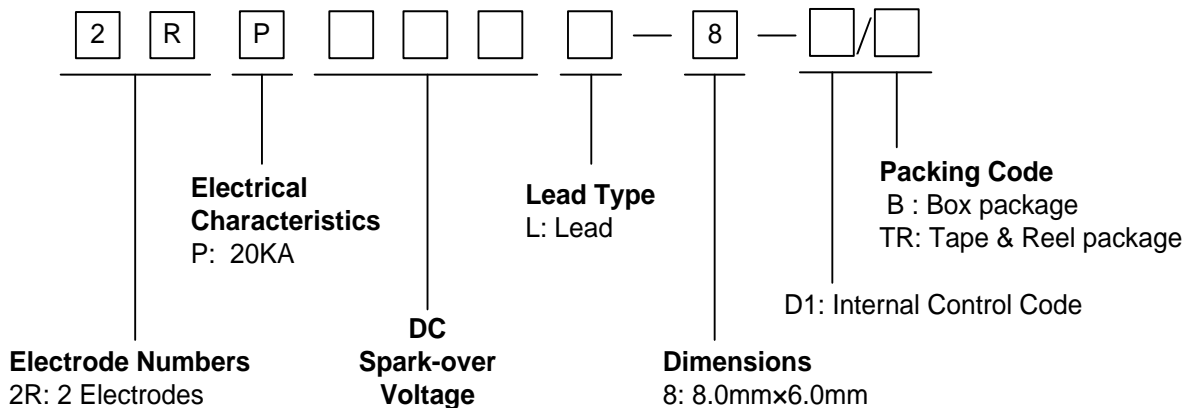 2 R P — 8 — /
Electrical
Characteristics
P: 20KA
Lead Type
L: Lead
Packing Code
B : Box package
TR: Tape & Reel package
D1: Internal Control Code
DC
Spark-over
Voltage
Electrode Numbers
2R: 2 Electrodes
Dimensions
8: 8.0mm×6.0mm